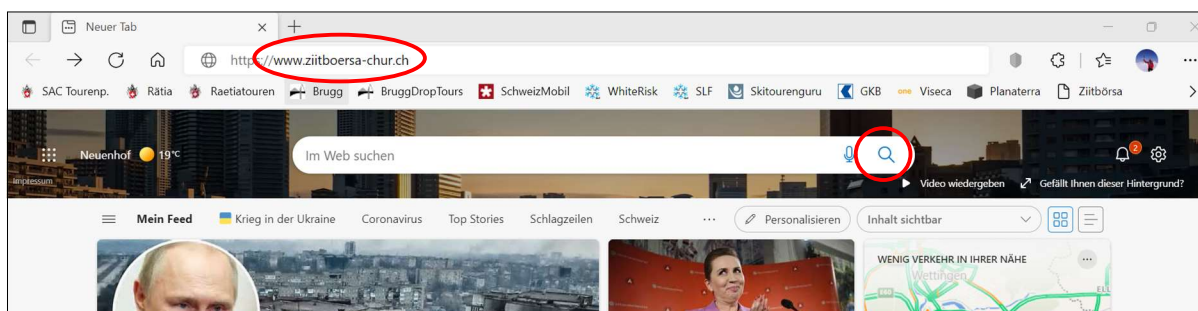 Neuer Tab
https://www.ziitboersa-chur.ch
SAC Tourenp. Rätia Raetiatouren Brugg BruggDropTours SchweizMobil WhiteRisk SLF Skitourenguru GKB one Viseca Planaterra Ziitbörsa
Neuenhof 19°C Im Web suchen 2
Impressum Video wiedergeben Gefällt Ihnen dieser Hintergrund?
Mein Feed Krieg in der Ukraine Coronavirus Top Stories Schlagzeilen Schweiz ... Personalisieren Inhalt sichtbar
WENIG VERKEHR IN IHRER NÄHE ...
Wettingen
ELL